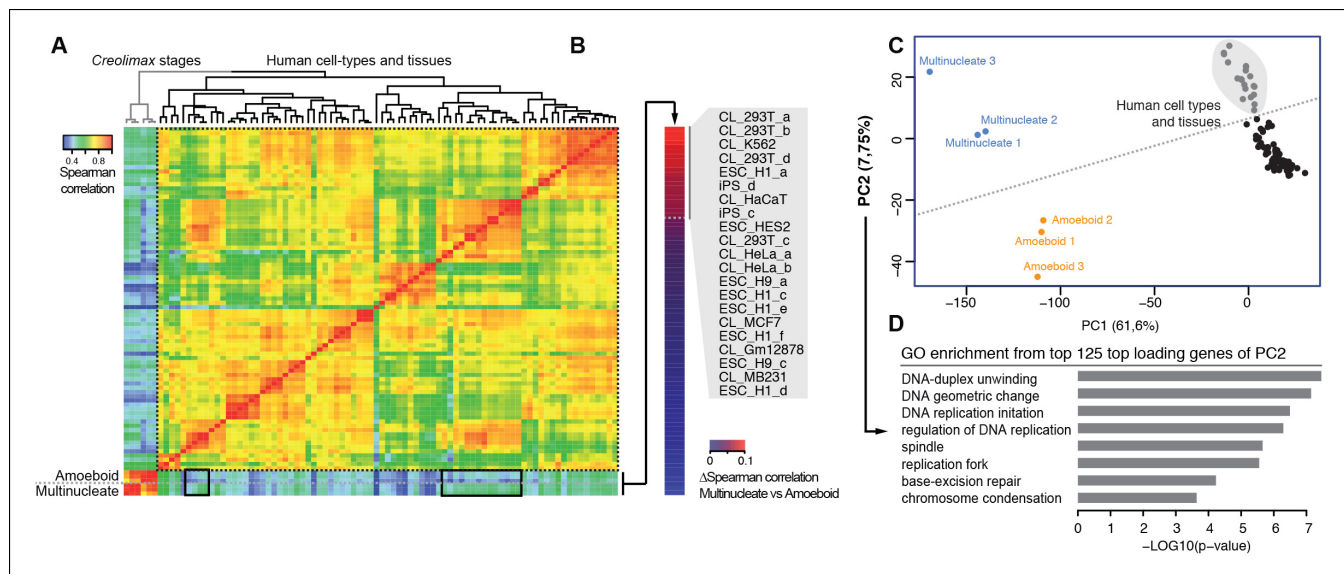 A
B
C
Creolimax stages
Human cell-types and tissues
0.4 0.6 0.8
Spearman
correlation
Amoeboid
Multinucleate
CL_293T_a
CL_293T_b
CL_K562
CL_293T_d
ESC_H1_a
iPS_d
CL_HaCaT
iPS_c
ESC_HES2
CL_293T_c
CL_HeLa_a
CL_HeLa_b
ESC_H9_a
ESC_H1_c
ESC_H1_e
CL_MCF7
ESC_H1_f
CL_Gm12878
ESC_H9_c
CL_MB231
ESC_H1_d
0 0.1
ΔSpearman correlation
Multinucleate vs Amoeboid
PC2 (7,75%)
20
0
−20
−40
Multinucleate 3
Multinucleate 2
Multinucleate 1
Human cell types
and tissues
Amoeboid 2
Amoeboid 1
Amoeboid 3
−150 −100 −50 0
PC1 (61,6%)
D
GO enrichment from top 125 top loading genes of PC2
DNA-duplex unwinding
DNA geometric change
DNA replication initation
regulation of DNA replication
spindle
replication fork
base-excision repair
chromosome condensation
0 1 2 3 4 5 6 7
−LOG10(p-value)